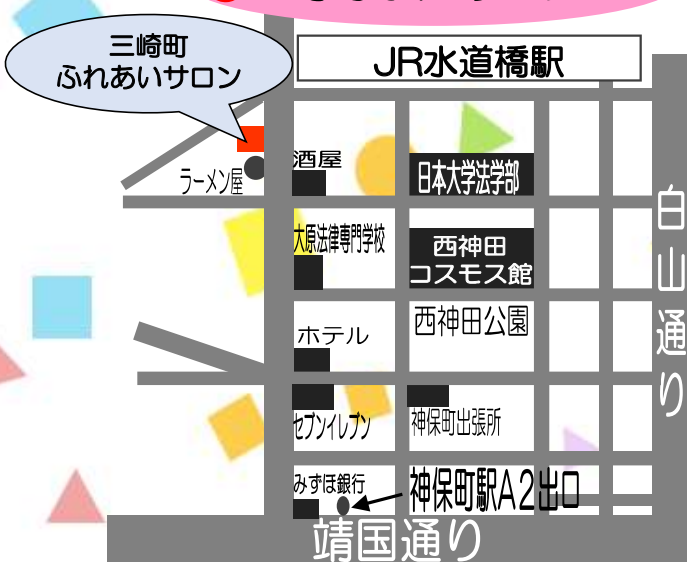 三崎町
ふれあいサロン
JR水道橋駅
酒屋
ラーメン屋
日本大学法学部
白山通り
大原法律専門学校
西神田
コスモス館
ホテル
西神田公園
セブンイレブン
神保町出張所
みずほ銀行
神保町駅A2出口
靖国通り